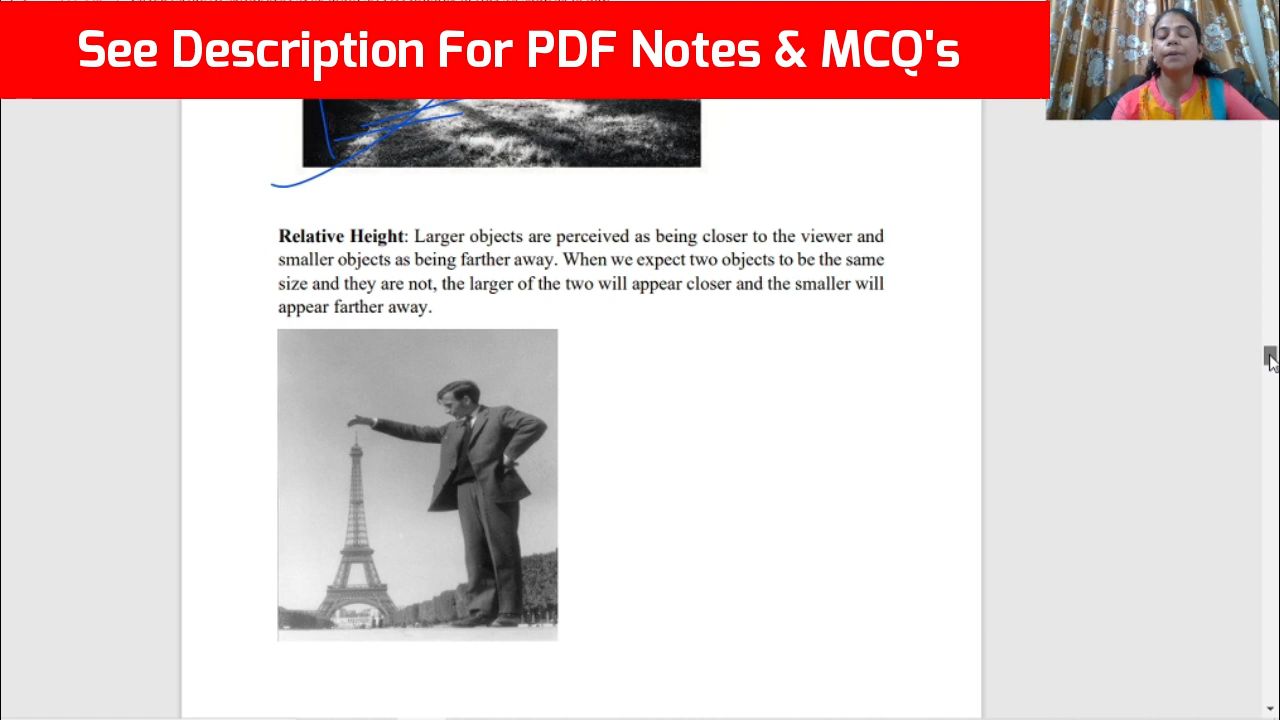 See Description For PDF Notes & MCQ's
Relative Height: Larger objects are perceived as being closer to the viewer and
smaller objects as being farther away. When we expect two objects to be the same
size and they are not, the larger of the two will appear closer and the smaller will
appear farther away.